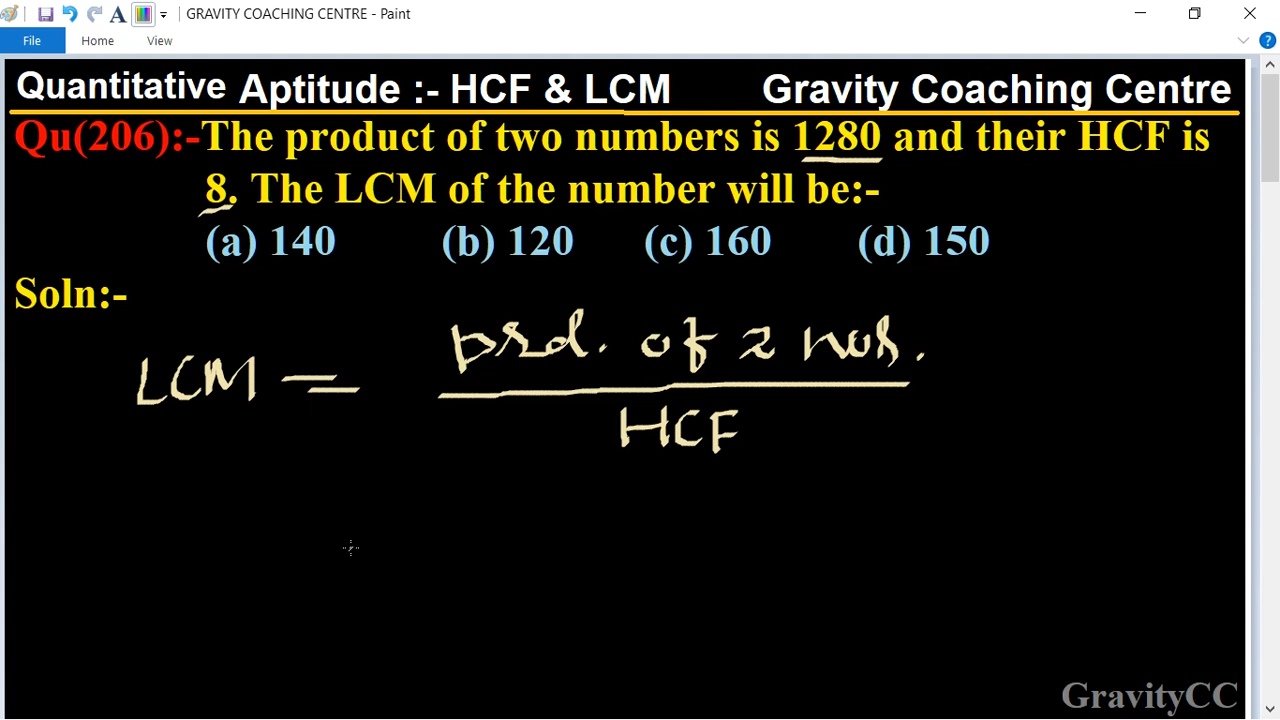 GRAVITY COACHING CENTRE - Paint
File Home View
Quantitative Aptitude :- HCF & LCM Gravity Coaching Centre
Qu(206):-The product of two numbers is 1280 and their HCF is
8. The LCM of the number will be:-
(a) 140 (b) 120 (c) 160 (d) 150
Soln:-
LCM = prd. of 2 nos.
HCF
GravityCC